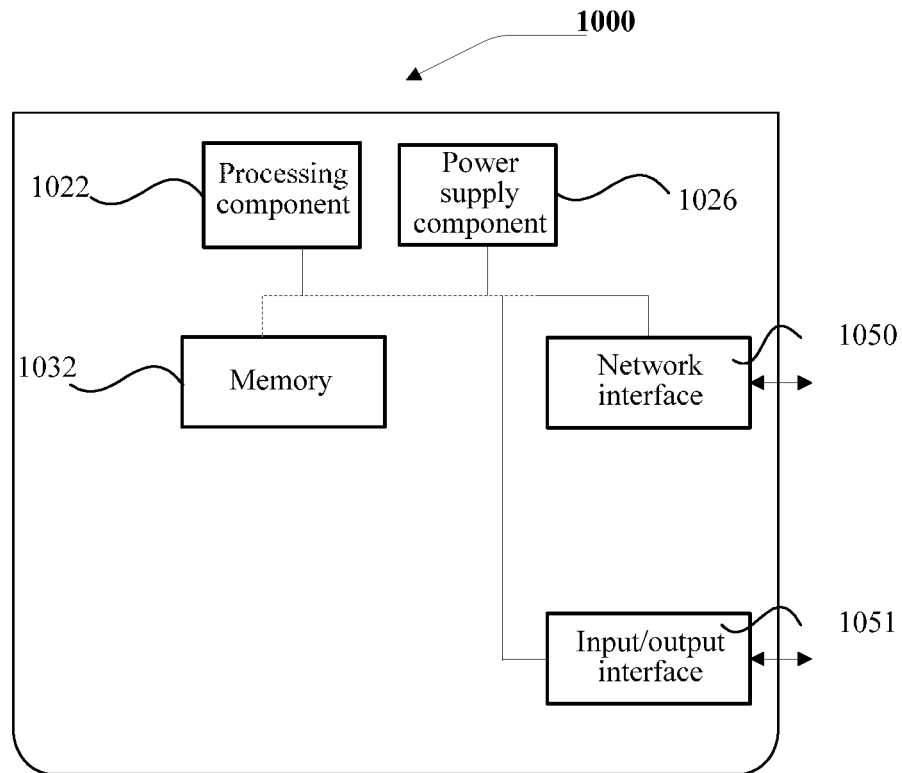 1000
Processing
component
Power
supply
component
1022
1026
1032
Memory
Network
interface
1050
Input/output
interface
1051